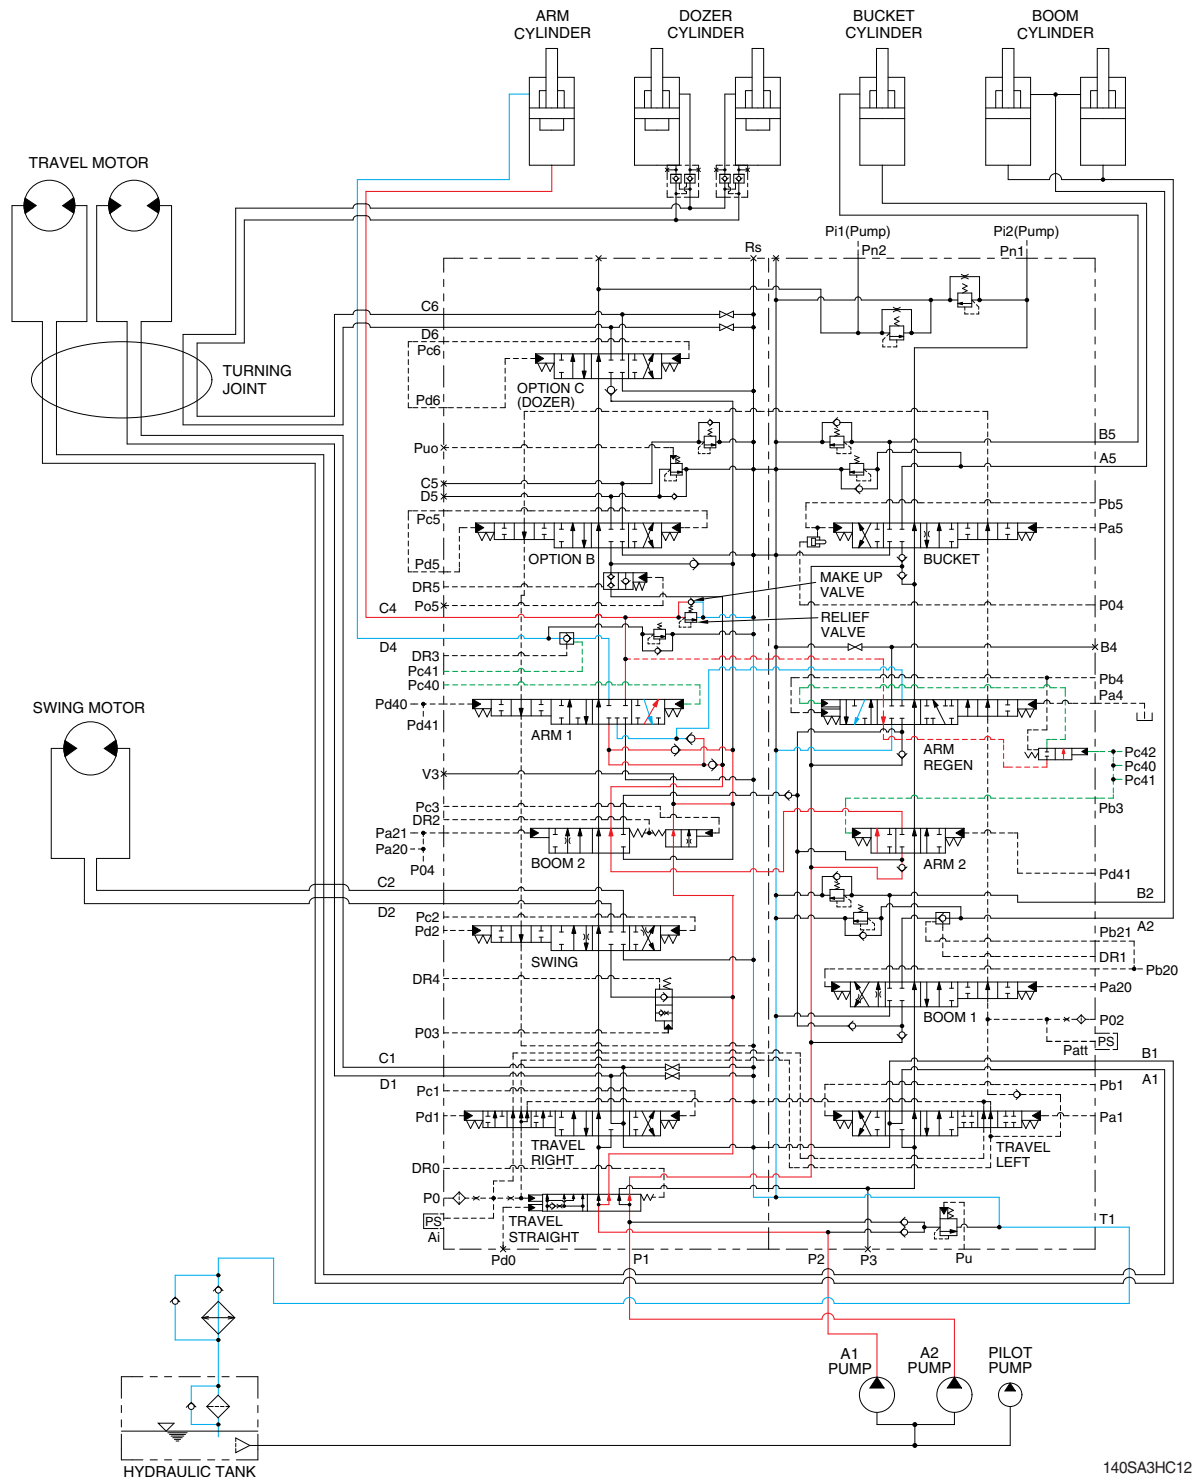 ARM
CYLINDER
DOZER
CYLINDER
BUCKET
CYLINDER
BOOM
CYLINDER
TRAVEL MOTOR
TURNING
JOINT
Rs
Pi1(Pump)
Pn2
Pi2(Pump)
Pn1
C6
D6
Pc6
Pd6
OPTION C
(DOZER)
Puo
C5
D5
Pc5
Pd5
OPTION B
B5
A5
Pb5
Pa5
BUCKET
DR5
Po5
MAKE UP
VALVE
RELIEF
VALVE
P04
C4
D4
DR3
Pc41
Pc40
Pd40
Pd41
ARM 1
B4
Pb4
Pa4
ARM
REGEN
Pc42
Pc40
Pc41
SWING MOTOR
V3
Pc3
DR2
Pa21
Pa20
P04
BOOM 2
Pb3
ARM 2
Pd41
C2
D2
Pc2
Pd2
SWING
B2
A2
Pb21
DR1
Pb20
Pa20
BOOM 1
DR4
P03
P02
PS
Patt
C1
D1
Pc1
Pd1
TRAVEL
RIGHT
B1
A1
Pb1
Pa1
TRAVEL
LEFT
DR0
P0
PS
Ai
TRAVEL
STRAIGHT
T1
Pd0
P1
P2
P3
Pu
A1
PUMP
A2
PUMP
PILOT
PUMP
HYDRAULIC TANK
140SA3HC12